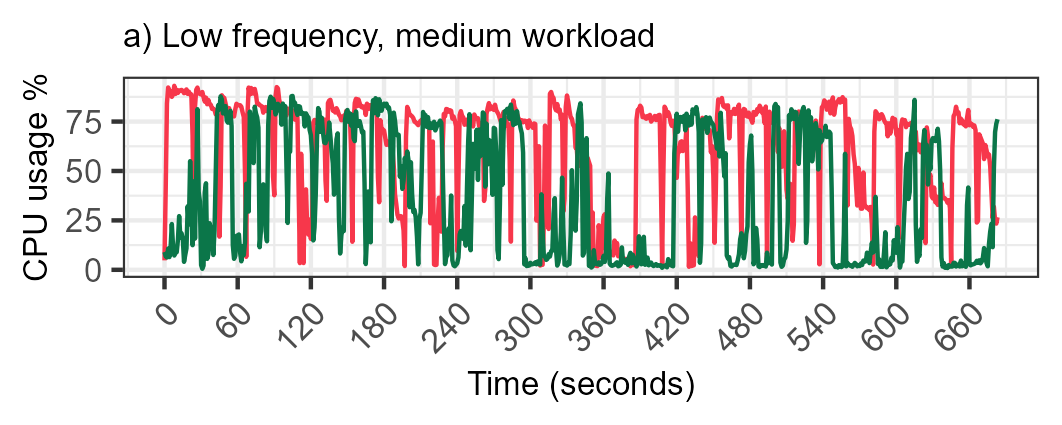 a) Low frequency, medium workload
CPU usage %
75
50
25
0
0 60 120 180 240 300 360 420 480 540 600 660
Time (seconds)